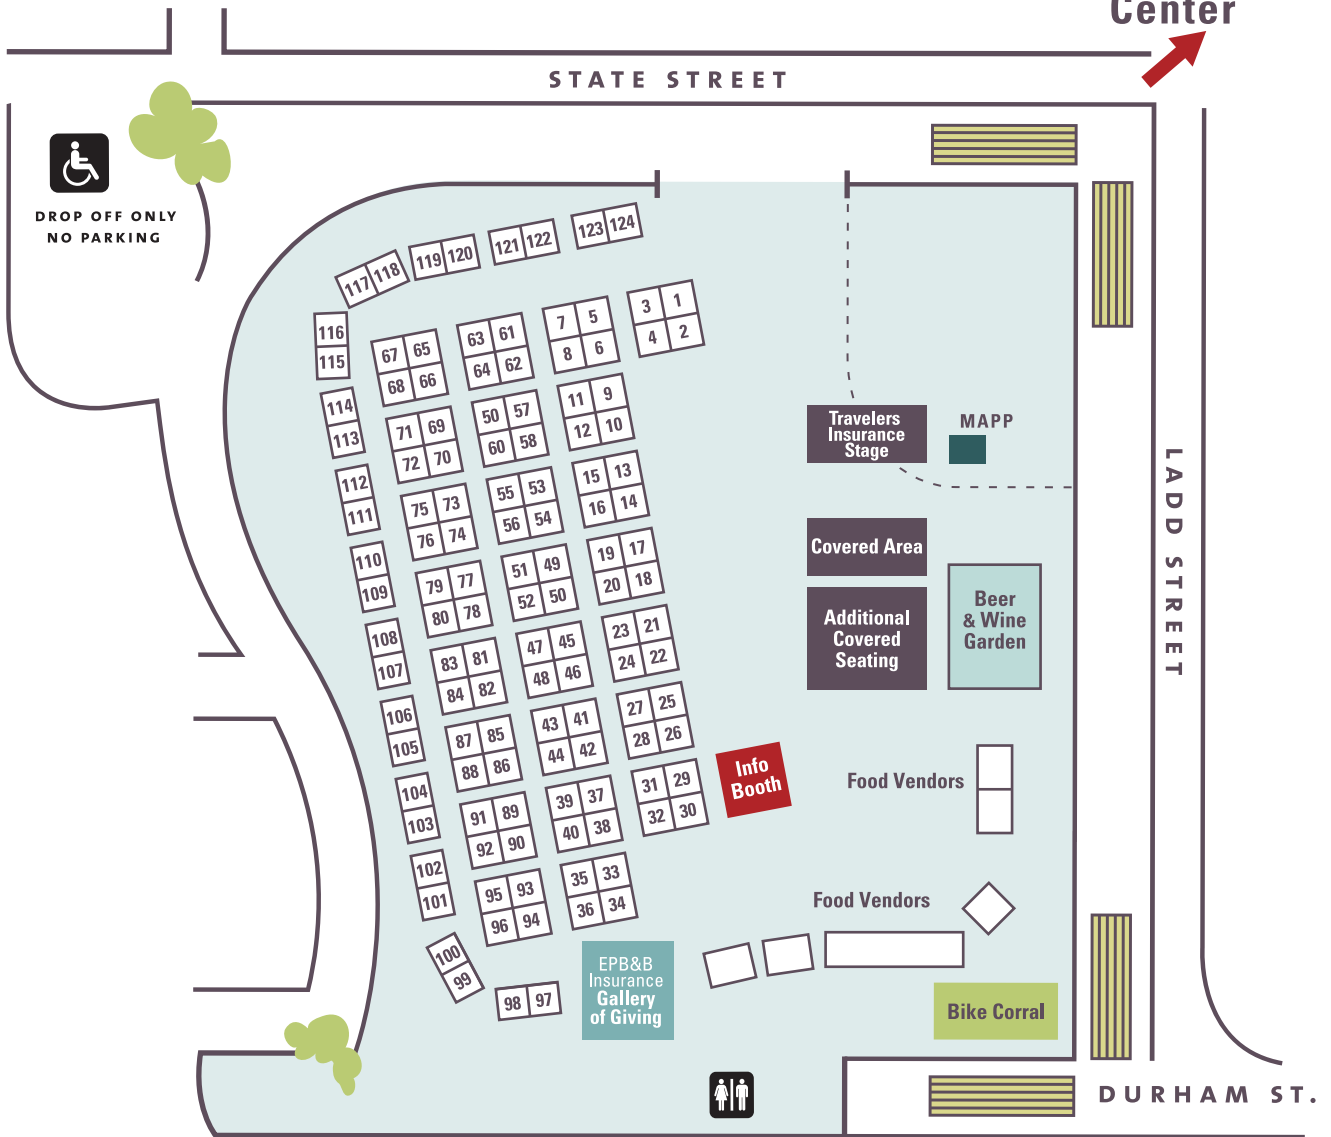 Center
STATE STREET
DROP OFF ONLY
NO PARKING
123 124
121 122
119 120
117 118
116
115
3 1
4 2
7 5
8 6
63 61
64 62
67 65
68 66
114
113
11 9
12 10
50 57
60 58
71 69
72 70
112
111
15 13
16 14
55 53
56 54
75 73
76 74
110
109
19 17
20 18
51 49
52 50
79 77
80 78
108
107
23 21
24 22
47 45
48 46
83 81
84 82
106
105
27 25
28 26
43 41
44 42
87 85
88 86
104
103
31 29
32 30
39 37
40 38
91 89
92 90
102
101
35 33
36 34
95 93
96 94
100
99
98 97
Travelers
Insurance
Stage
MAPP
Covered Area
Additional
Covered
Seating
Beer
& Wine
Garden
LADD STREET
Info
Booth
Food Vendors
Food Vendors
EPB&B
Insurance
Gallery
of Giving
Bike Corral
DURHAM ST.